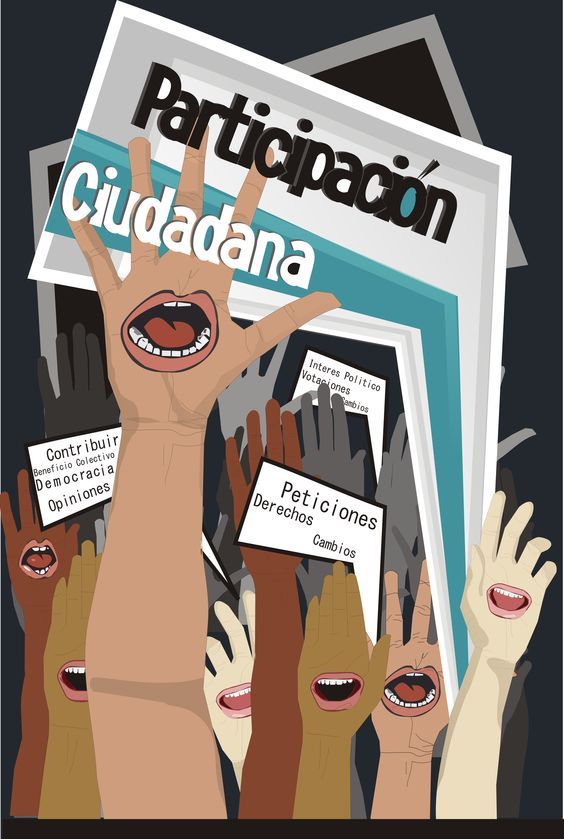 Participación
Ciudadana
Interes Politico
Votaciones
Cambios
Contribuir
Beneficio Colectivo
Democracia
Opiniones
Peticiones
Derechos
Cambios